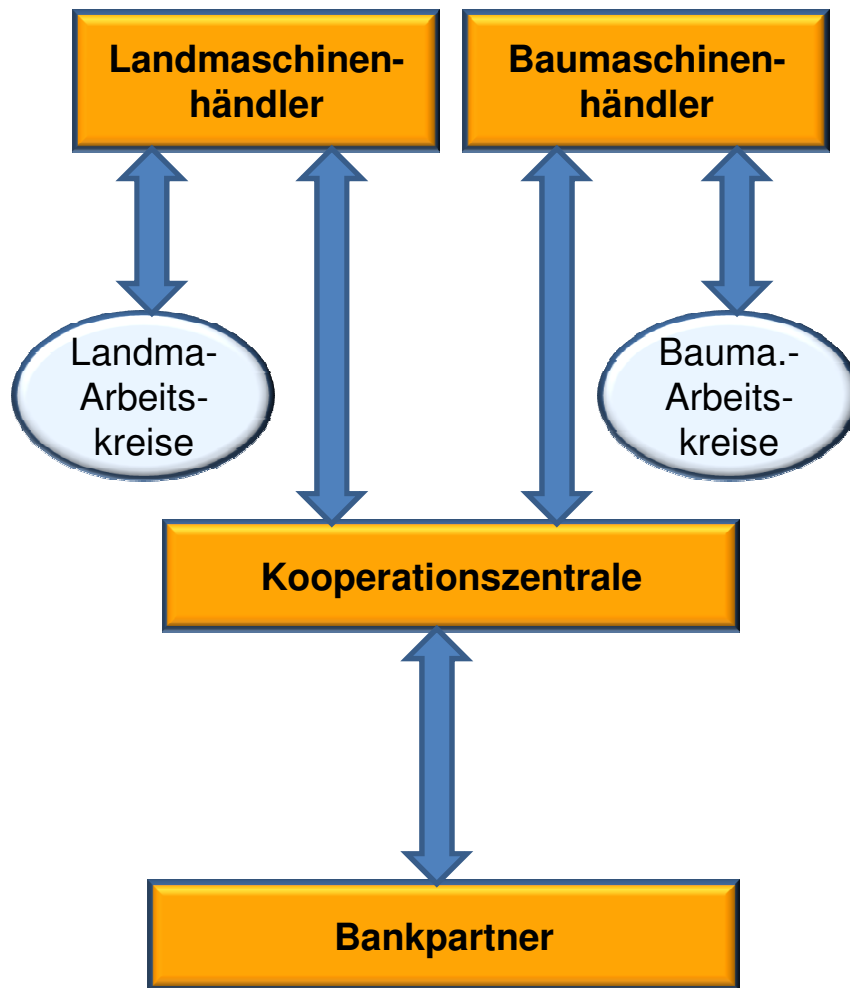 Landmaschinen-
händler
Baumaschinen-
händler
Landma-
Arbeits-
kreise
Bauma.-
Arbeits-
kreise
Kooperationszentrale
Bankpartner